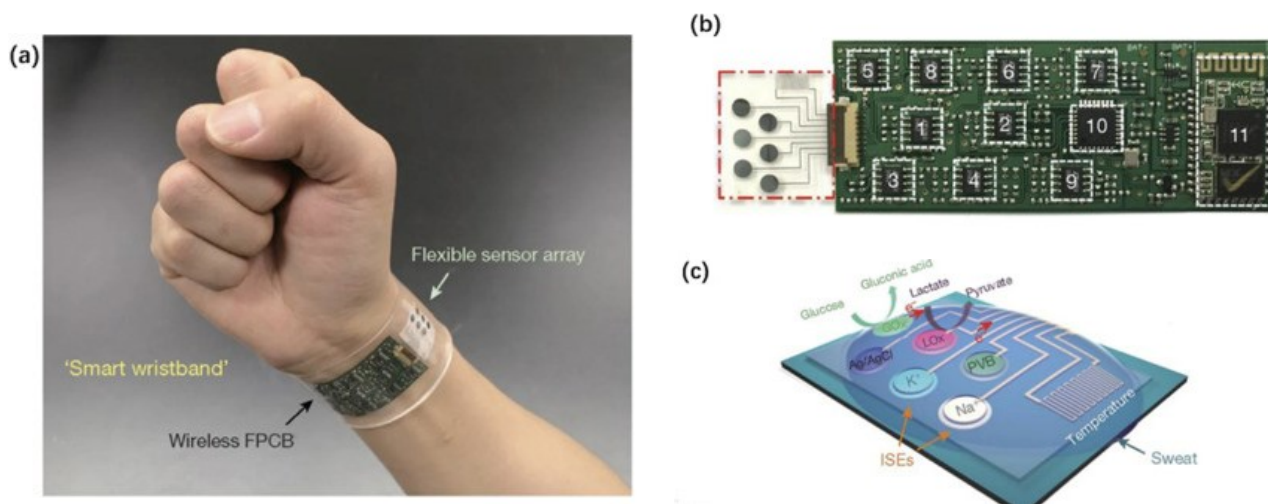 (a)
Flexible sensor array
'Smart wristband'
Wireless FPCB
(b)
5 8 6 7
1 2 10 11
3 4 9
(c)
Gluconic acid
Glucose
Lactate
Pyruvate
e⁻
GOx
LOx
e⁻
Ag/AgCl
PVB
K⁺
Na⁺
Temperature
ISEs
Sweat